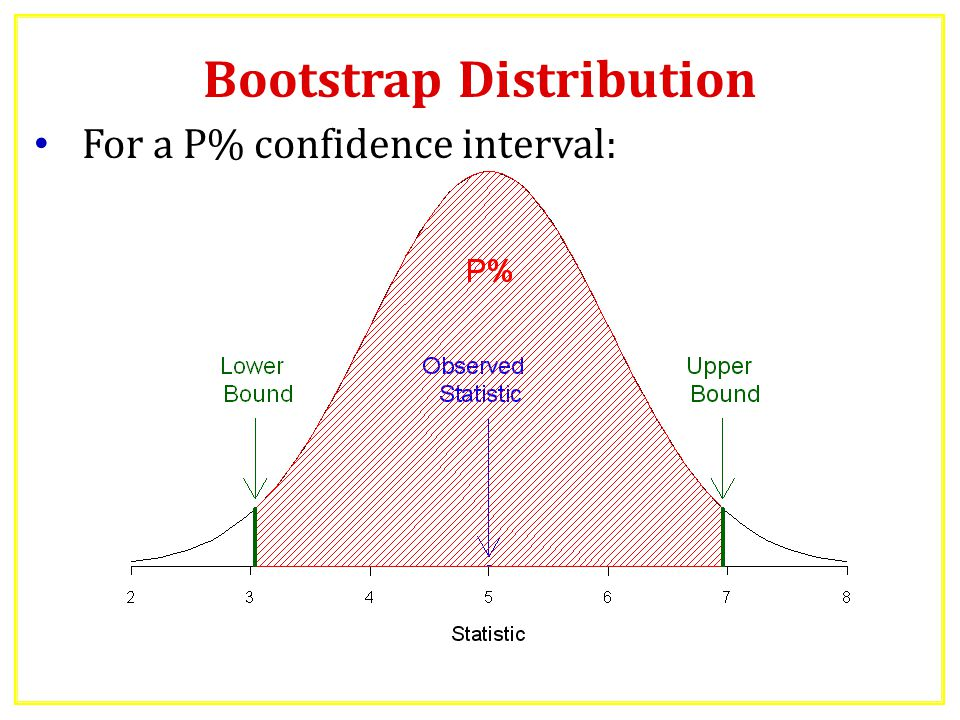 Bootstrap Distribution
• For a P% confidence interval:
P%
Lower
Bound
Observed
Statistic
Upper
Bound
2 3 4 5 6 7 8
Statistic